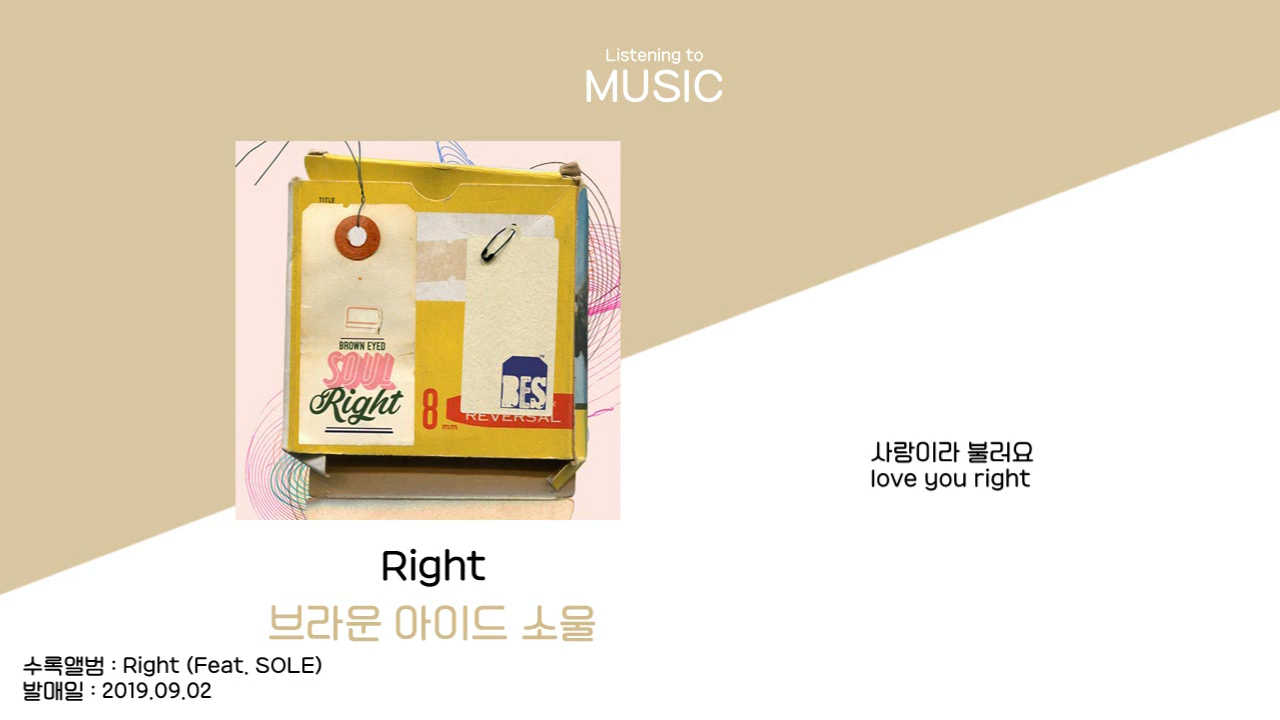 Listening to
MUSIC
TITLE
BROWN EYED
SOUL
Right
8
mm
BES
REVERSAL
사랑이라 불러요
love you right
Right
브라운 아이드 소울
수록앨범 : Right (Feat. SOLE)
발매일 : 2019.09.02